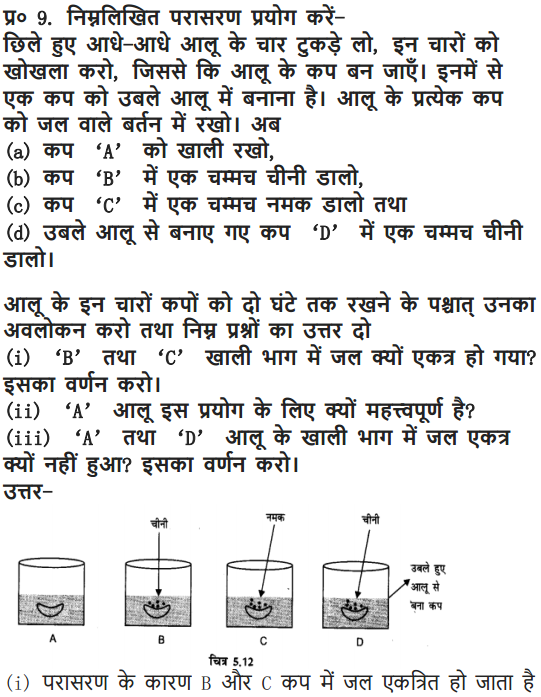 प्र० 9. निम्नलिखित परासरण प्रयोग करें-
छिले हुए आधे-आधे आलू के चार टुकड़े लो, इन चारों को
खोखला करो, जिससे कि आलू के कप बन जाएँ। इनमें से
एक कप को उबले आलू में बनाना है। आलू के प्रत्येक कप
को जल वाले बर्तन में रखो। अब
(a) कप ‘A’ को खाली रखो,
(b) कप ‘B’ में एक चम्मच चीनी डालो,
(c) कप ‘C’ में एक चम्मच नमक डालो तथा
(d) उबले आलू से बनाए गए कप ‘D’ में एक चम्मच चीनी
डालो।
आलू के इन चारों कपों को दो घंटे तक रखने के पश्चात् उनका
अवलोकन करो तथा निम्न प्रश्नों का उत्तर दो
(i) ‘B’ तथा ‘C’ खाली भाग में जल क्यों एकत्र हो गया?
इसका वर्णन करो।
(ii) ‘A’ आलू इस प्रयोग के लिए क्यों महत्त्वपूर्ण है?
(iii) ‘A’ तथा ‘D’ आलू के खाली भाग में जल एकत्र
क्यों नहीं हुआ? इसका वर्णन करो।
उत्तर-
चीनी
नमक
चीनी
उबले हुए
आलू से
बना कप
A
B
C
D
चित्र 5.12
(i) परासरण के कारण B और C कप में जल एकत्रित हो जाता है